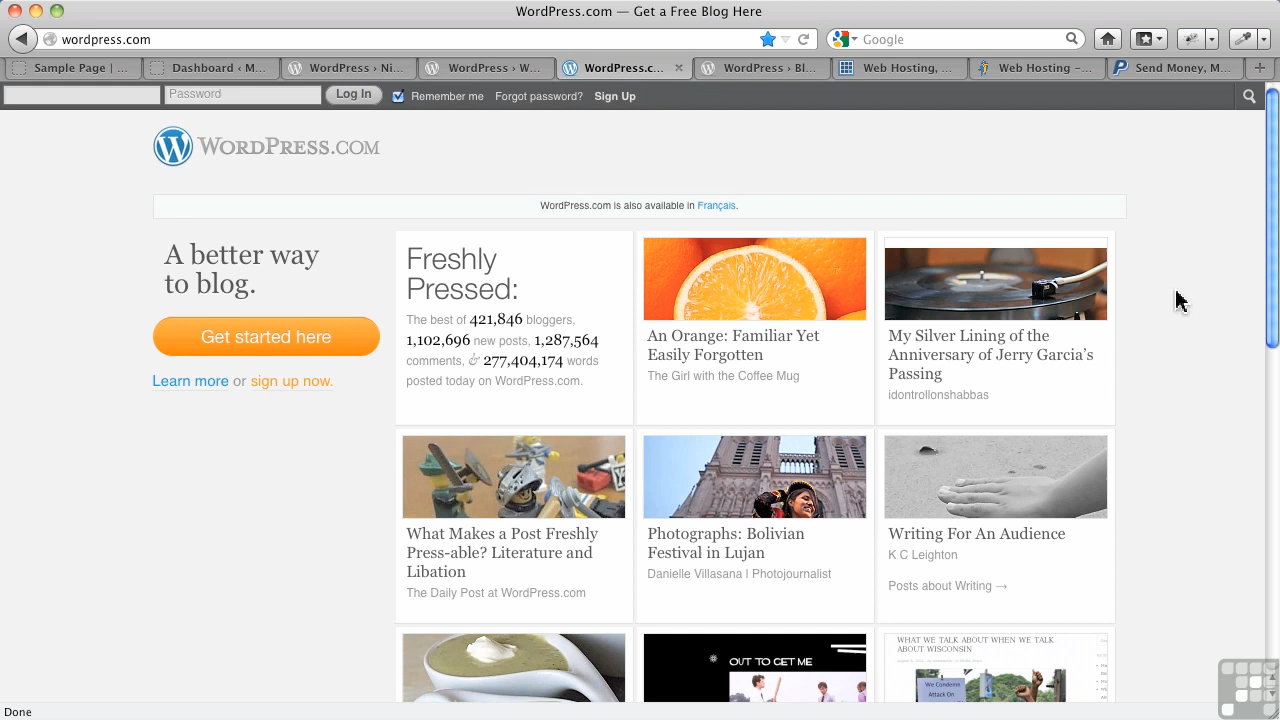 WordPress.com — Get a Free Blog Here
wordpress.com
Google
Sample Page | ...
Dashboard ‹ M...
WordPress › Ni...
WordPress › W...
WordPress.c...
WordPress › Bl...
Web Hosting, ...
Web Hosting –...
Send Money, M...
Password
Log In
Remember me
Forgot password?
Sign Up
WORDPRESS.COM
WordPress.com is also available in Français.
A better way
to blog.
Get started here
Learn more or sign up now.
Freshly
Pressed:
The best of 421,846 bloggers,
1,102,696 new posts, 1,287,564
comments, & 277,404,174 words
posted today on WordPress.com.
An Orange: Familiar Yet
Easily Forgotten
The Girl with the Coffee Mug
My Silver Lining of the
Anniversary of Jerry Garcia's
Passing
idontrollonshabbas
What Makes a Post Freshly
Press-able? Literature and
Libation
The Daily Post at WordPress.com
Photographs: Bolivian
Festival in Lujan
Danielle Villasana | Photojournalist
Writing For An Audience
K C Leighton
Posts about Writing →
OUT TO GET ME
WHAT WE TALK ABOUT WHEN WE TALK
ABOUT WISCONSIN
We Condemn
Attack On
Done